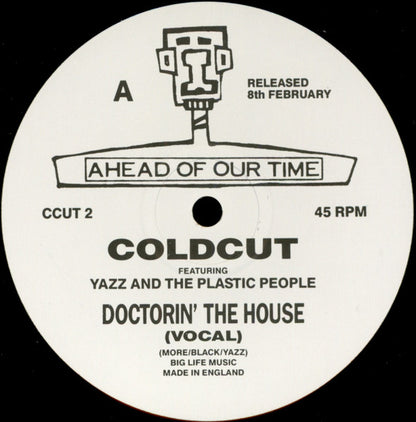 A
RELEASED
8th FEBRUARY
AHEAD OF OUR TIME
CCUT 2
45 RPM
COLDCUT
FEATURING
YAZZ AND THE PLASTIC PEOPLE
DOCTORIN' THE HOUSE
(VOCAL)
(MORE/BLACK/YAZZ)
BIG LIFE MUSIC
MADE IN ENGLAND